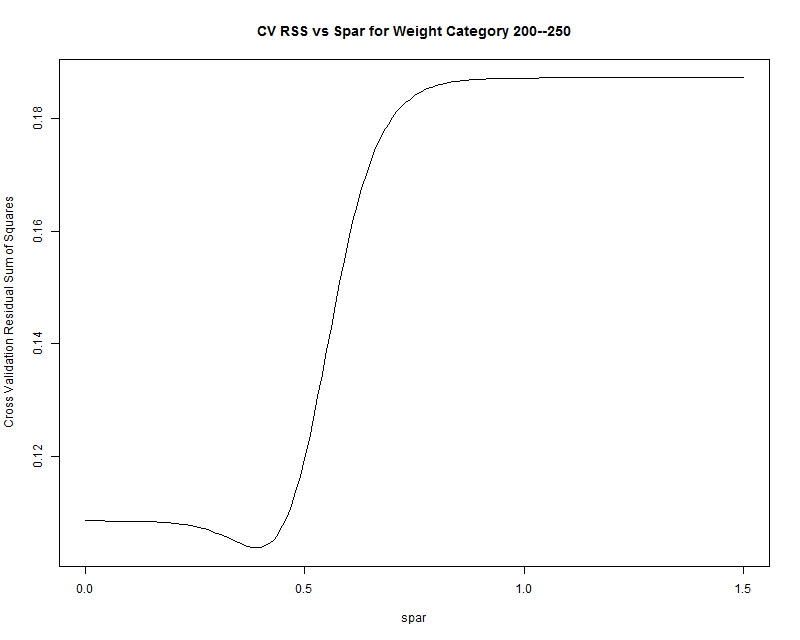 CV RSS vs Spar for Weight Category 200--250
Cross Validation Residual Sum of Squares
0.18
0.16
0.14
0.12
0.0
0.5
1.0
1.5
spar